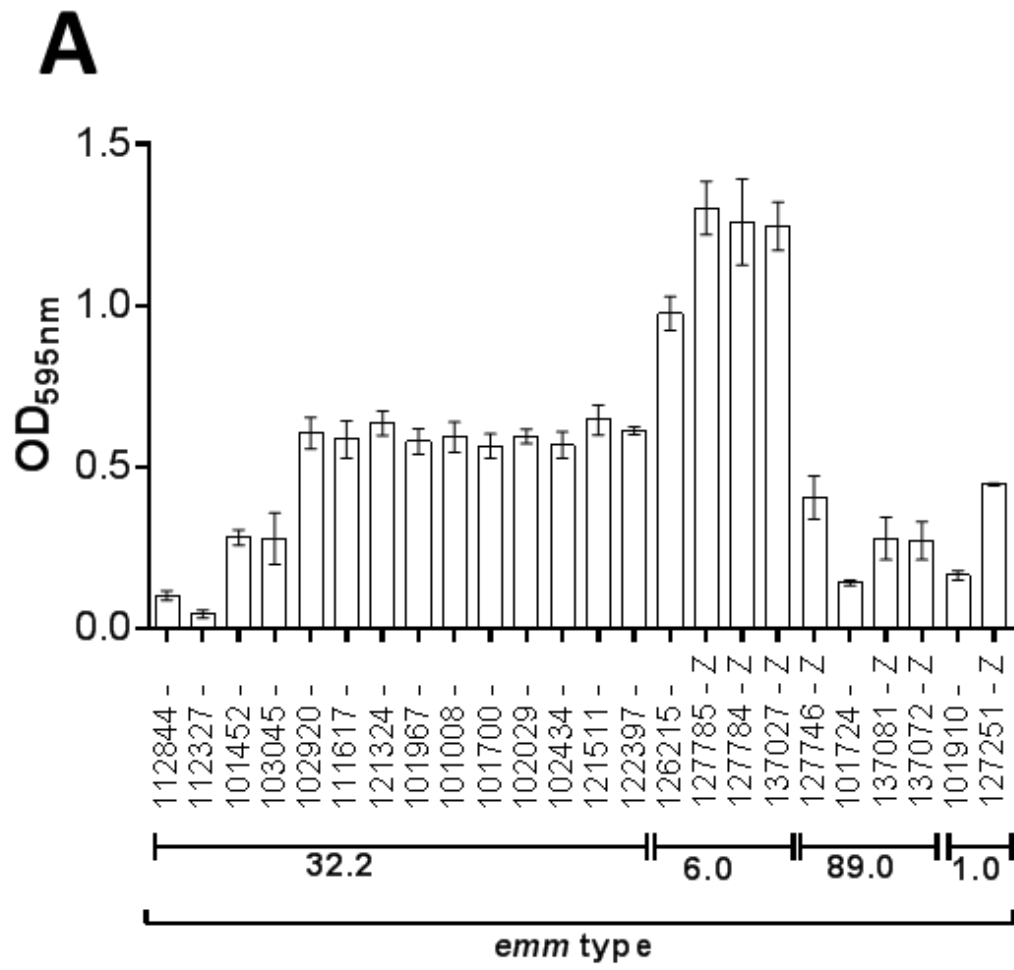 A
1.5
1.0
0.5
0.0
OD595nm
112844 -
112327 -
101452 -
103045 -
102920 -
111617 -
121324 -
101967 -
101008 -
101700 -
102029 -
102434 -
121511 -
122397 -
126215 -
127785 - Z
127784 - Z
137027 - Z
127746 - Z
101724 -
137081 - Z
137072 - Z
101910 -
127251 - Z
32.2 6.0 89.0 1.0
emm type